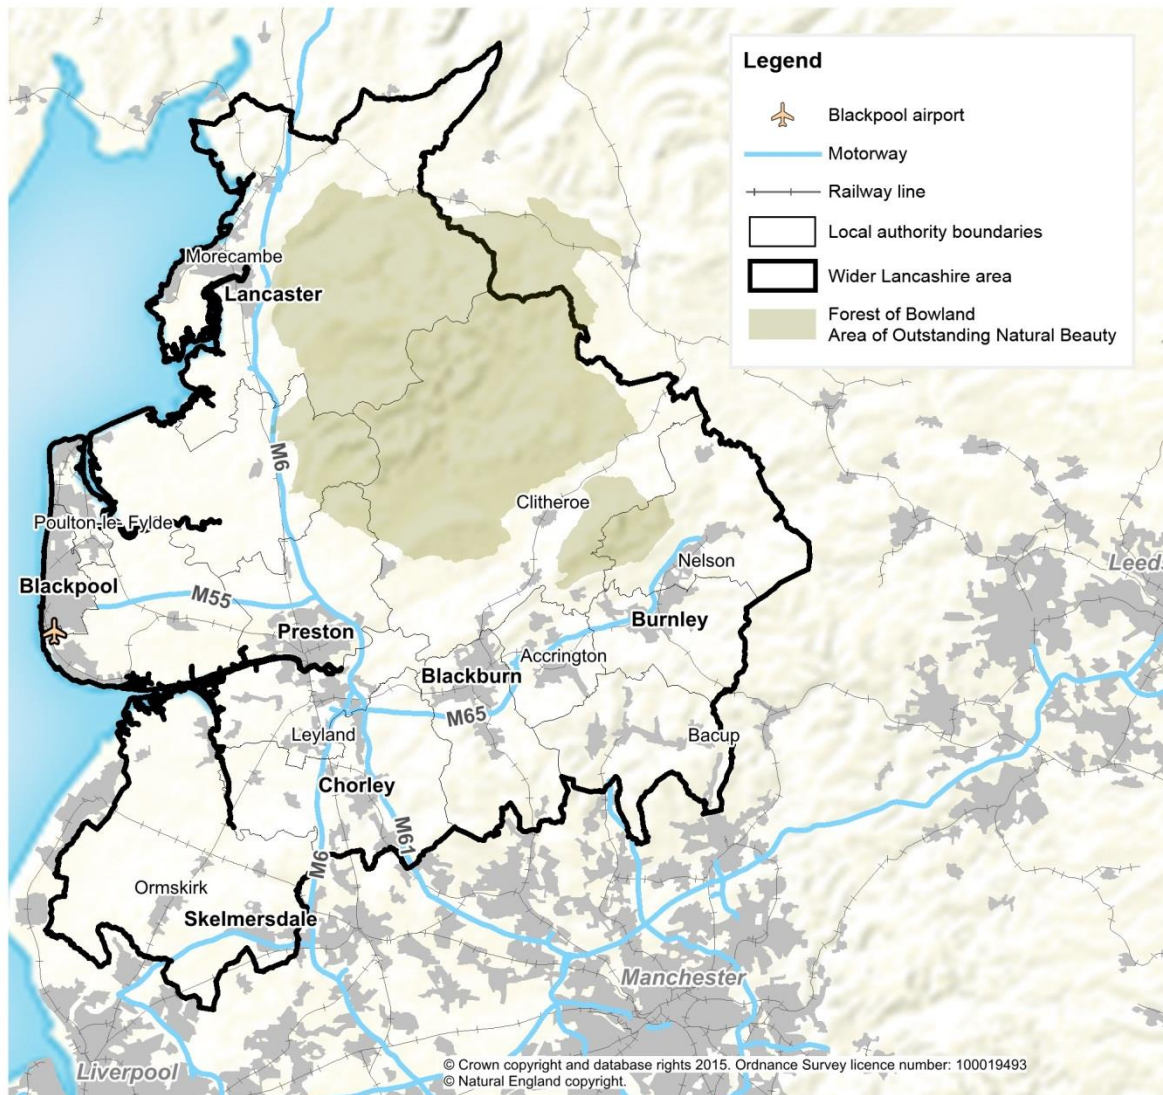 Legend
Blackpool airport
Motorway
Railway line
Local authority boundaries
Wider Lancashire area
Forest of Bowland
Area of Outstanding Natural Beauty
Morecambe
Lancaster
M6
Clitheroe
Poulton-le- Fylde
Nelson
Leeds
Blackpool
M55
Preston
Burnley
Accrington
Blackburn
M65
Leyland
Bacup
Chorley
M61
M6
Ormskirk
Skelmersdale
Manchester
Liverpool
© Crown copyright and database rights 2015. Ordnance Survey licence number: 100019493
© Natural England copyright.